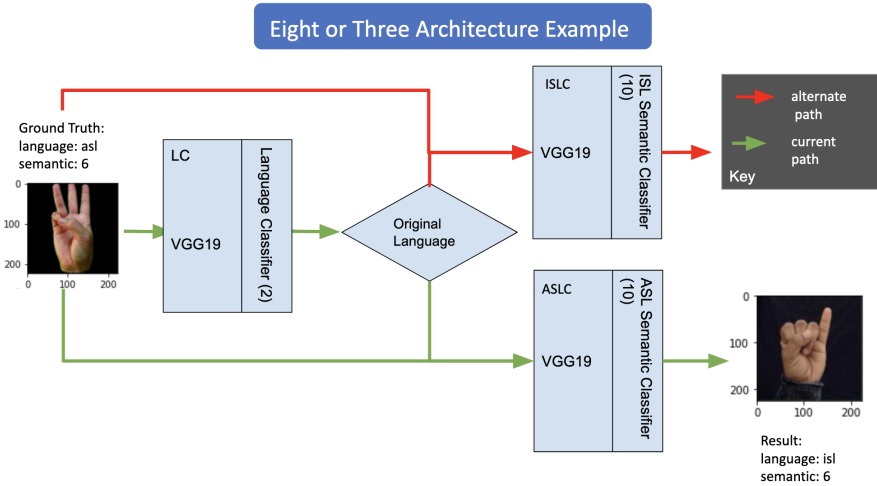 Eight or Three Architecture Example
Ground Truth:
language: asl
semantic: 6
0
100
200
0
100
200
LC
VGG19
Language Classifier (2)
Original
Language
ISLC
VGG19
ISL Semantic Classifier
(10)
ASLC
VGG19
ASL Semantic Classifier
(10)
alternate
path
current
path
Key
0
100
200
0
100
200
Result:
language: isl
semantic: 6